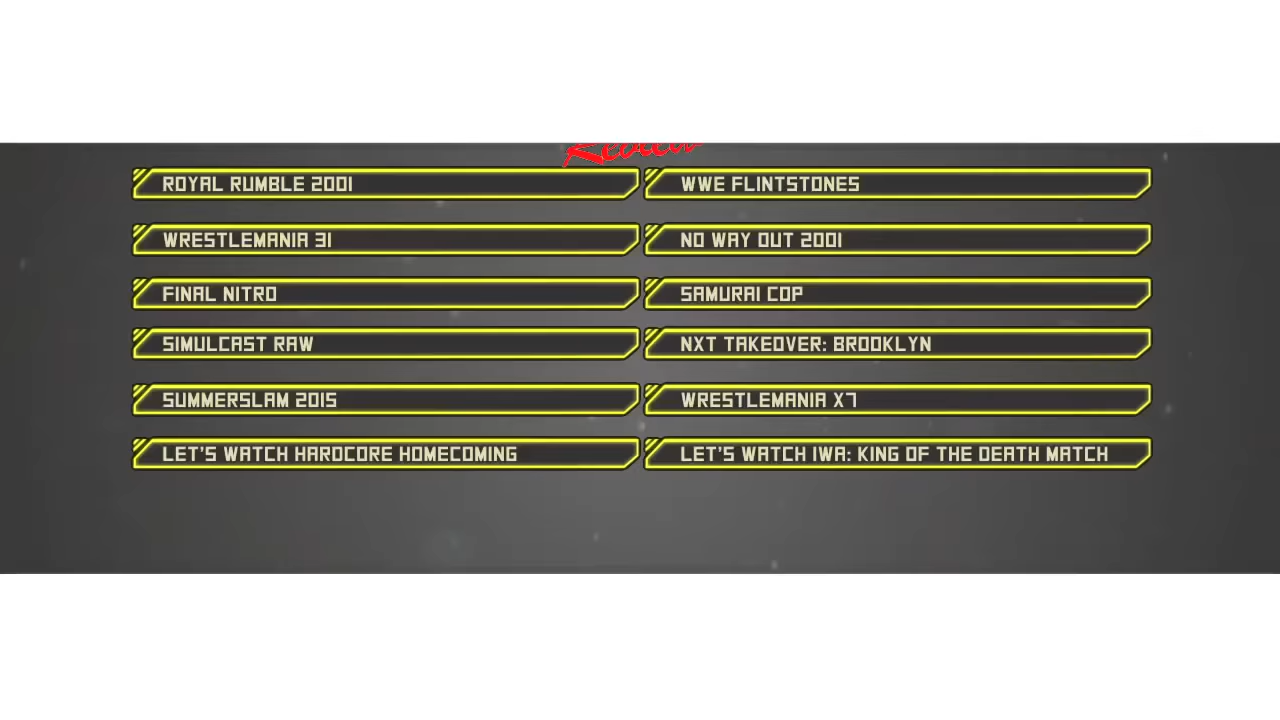 ROYAL RUMBLE 2001
WWE FLINTSTONES
WRESTLEMANIA 31
NO WAY OUT 2001
FINAL NITRO
SAMURAI COP
SIMULCAST RAW
NXT TAKEOVER: BROOKLYN
SUMMERSLAM 2015
WRESTLEMANIA X7
LET'S WATCH HARDCORE HOMECOMING
LET'S WATCH IWA: KING OF THE DEATH MATCH